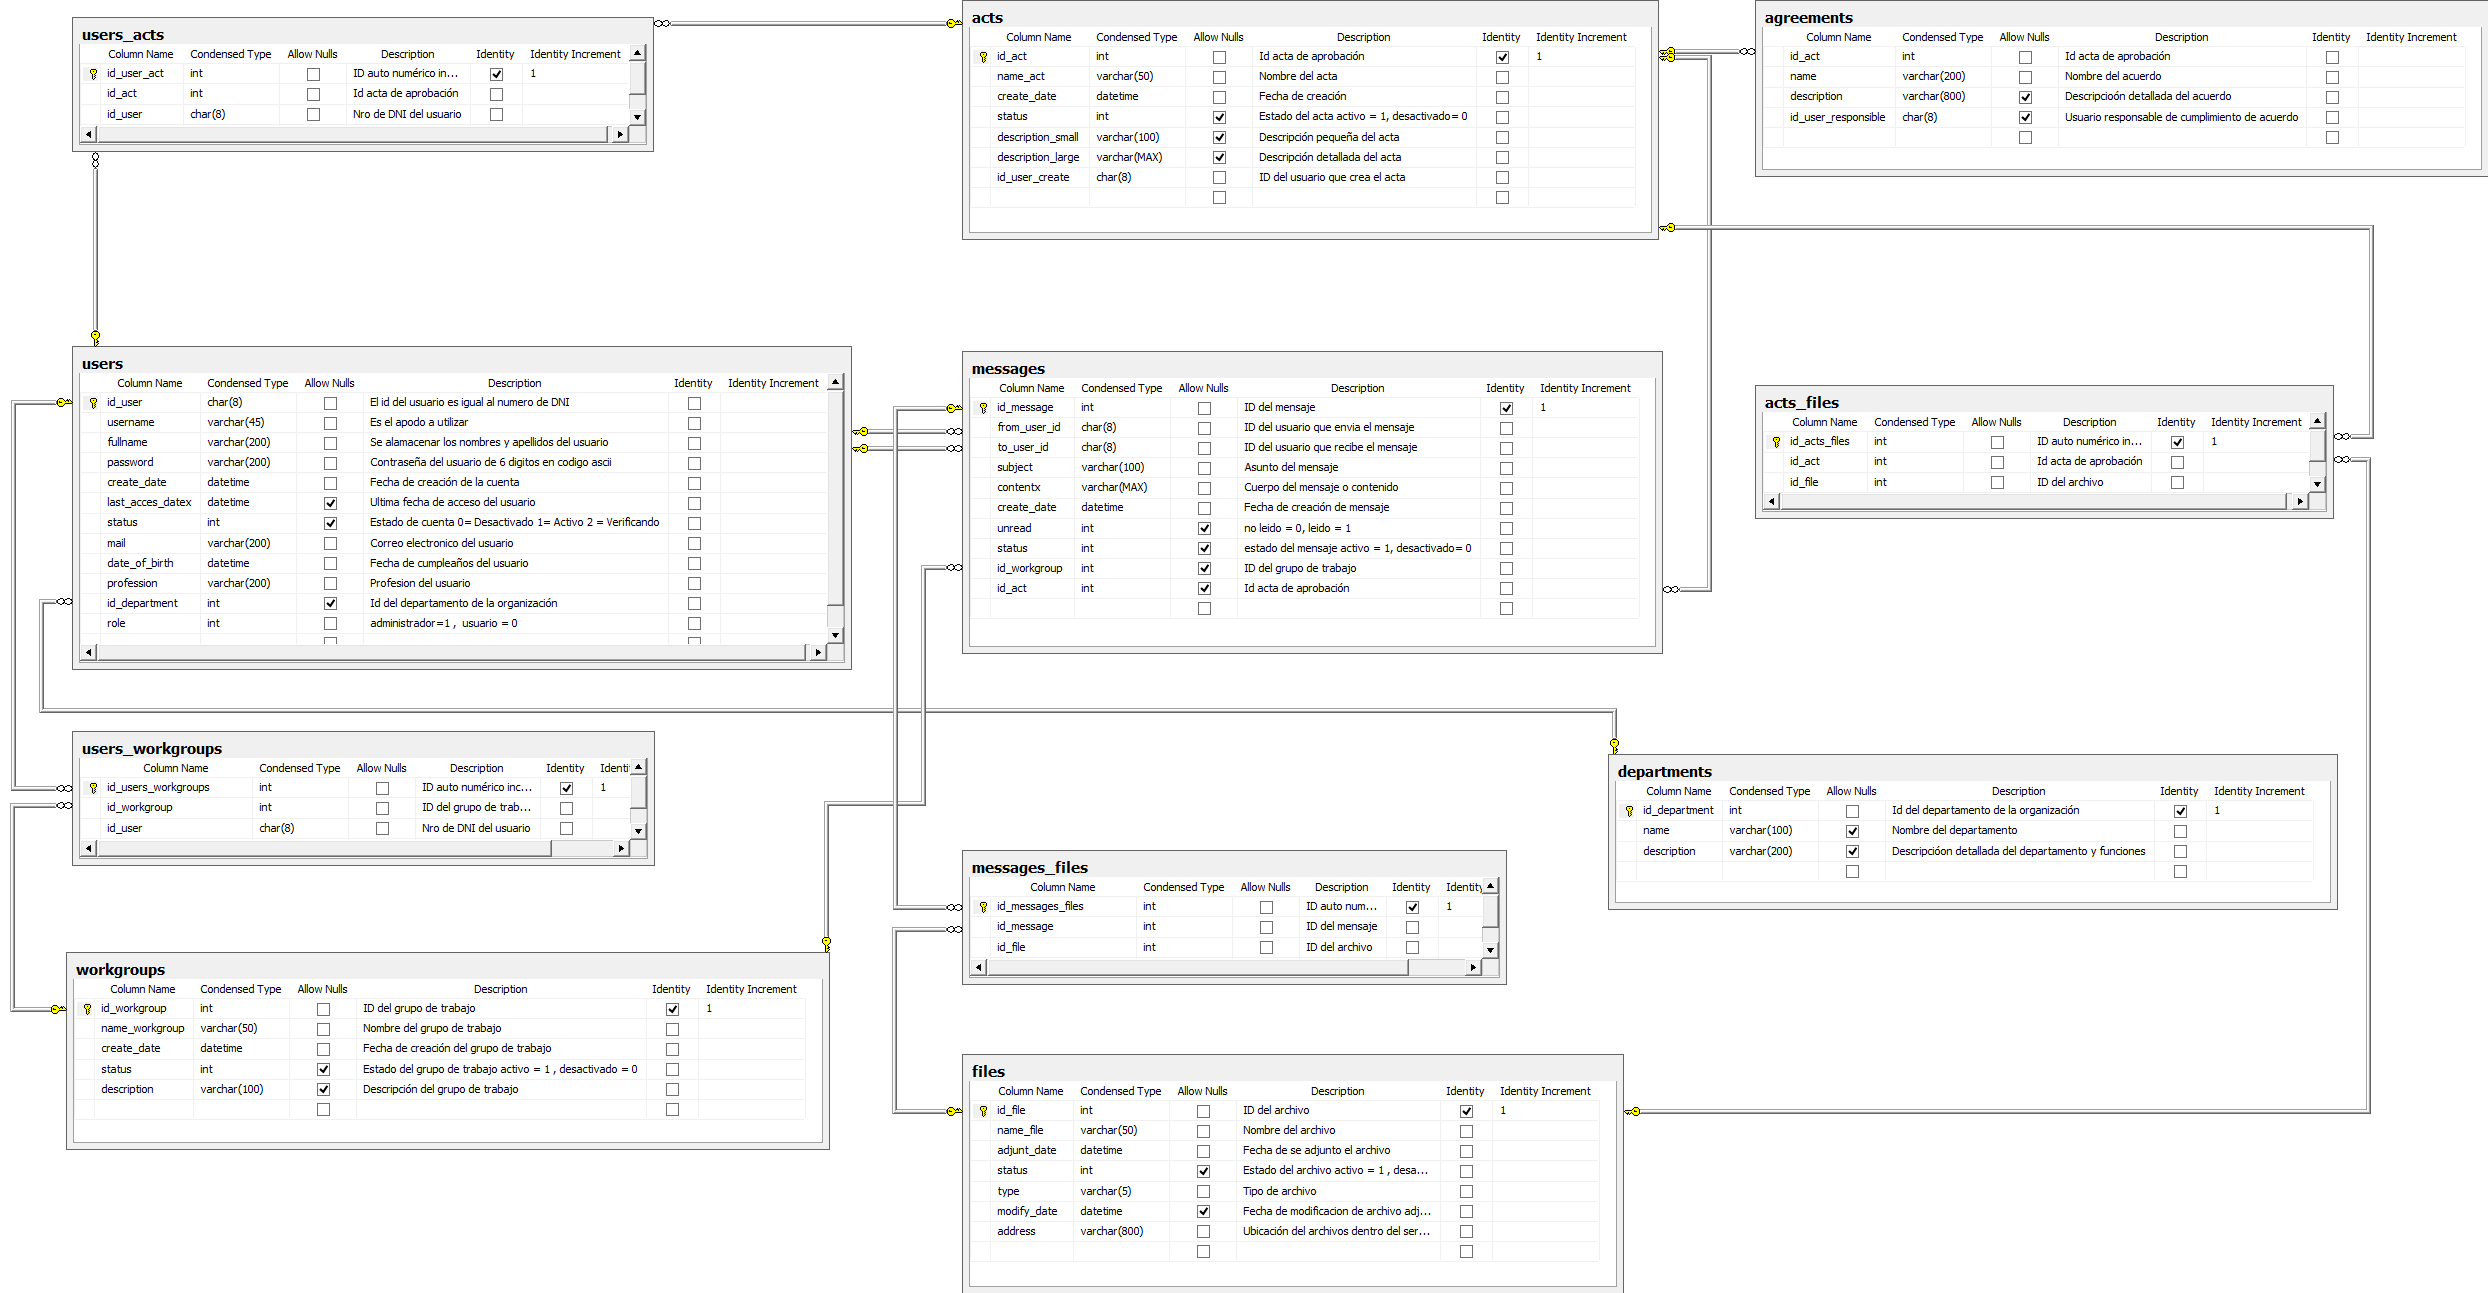 users_acts
Column Name Condensed Type Allow Nulls Description Identity Identity Increment
id_user_act int ID auto numérico in... 1
id_act int Id acta de aprobación
id_user char(8) Nro de DNI del usuario
acts
Column Name Condensed Type Allow Nulls Description Identity Identity Increment
id_act int Id acta de aprobación 1
name_act varchar(50) Nombre del acta
create_date datetime Fecha de creación
status int Estado del acta activo = 1, desactivado= 0
description_small varchar(100) Descripción pequeña del acta
description_large varchar(MAX) Descripción detallada del acta
id_user_create char(8) ID del usuario que crea el acta
agreements
Column Name Condensed Type Allow Nulls Description Identity Identity Increment
id_act int Id acta de aprobación
name varchar(200) Nombre del acuerdo
description varchar(800) Descripcioón detallada del acuerdo
id_user_responsible char(8) Usuario responsable de cumplimiento de acuerdo
users
Column Name Condensed Type Allow Nulls Description Identity Identity Increment
id_user char(8) El id del usuario es igual al numero de DNI
username varchar(45) Es el apodo a utilizar
fullname varchar(200) Se alamacenar los nombres y apellidos del usuario
password varchar(200) Contraseña del usuario de 6 digitos en codigo ascii
create_date datetime Fecha de creación de la cuenta
last_acces_datex datetime Ultima fecha de acceso del usuario
status int Estado de cuenta 0= Desactivado 1= Activo 2 = Verificando
mail varchar(200) Correo electronico del usuario
date_of_birth datetime Fecha de cumpleaños del usuario
profession varchar(200) Profesion del usuario
id_department int Id del departamento de la organización
role int administrador=1 , usuario = 0
messages
Column Name Condensed Type Allow Nulls Description Identity Identity Increment
id_message int ID del mensaje 1
from_user_id char(8) ID del usuario que envia el mensaje
to_user_id char(8) ID del usuario que recibe el mensaje
subject varchar(100) Asunto del mensaje
contentx varchar(MAX) Cuerpo del mensaje o contenido
create_date datetime Fecha de creación de mensaje
unread int no leido = 0, leido = 1
status int estado del mensaje activo = 1, desactivado= 0
id_workgroup int ID del grupo de trabajo
id_act int Id acta de aprobación
acts_files
Column Name Condensed Type Allow Nulls Description Identity Identity Increment
id_acts_files int ID auto numérico in... 1
id_act int Id acta de aprobación
id_file int ID del archivo
users_workgroups
Column Name Condensed Type Allow Nulls Description Identity Identi
id_users_workgroups int ID auto numérico inc... 1
id_workgroup int ID del grupo de trab...
id_user char(8) Nro de DNI del usuario
departments
Column Name Condensed Type Allow Nulls Description Identity Identity Increment
id_department int Id del departamento de la organización 1
name varchar(100) Nombre del departamento
description varchar(200) Descripcióon detallada del departamento y funciones
messages_files
Column Name Condensed Type Allow Nulls Description Identity Identity
id_messages_files int ID auto num... 1
id_message int ID del mensaje
id_file int ID del archivo
workgroups
Column Name Condensed Type Allow Nulls Description Identity Identity Increment
id_workgroup int ID del grupo de trabajo 1
name_workgroup varchar(50) Nombre del grupo de trabajo
create_date datetime Fecha de creación del grupo de trabajo
status int Estado del grupo de trabajo activo = 1 , desactivado = 0
description varchar(100) Descripción del grupo de trabajo
files
Column Name Condensed Type Allow Nulls Description Identity Identity Increment
id_file int ID del archivo 1
name_file varchar(50) Nombre del archivo
adjunt_date datetime Fecha de se adjunto el archivo
status int Estado del archivo activo = 1 , desa...
type varchar(5) Tipo de archivo
modify_date datetime Fecha de modificacion de archivo adj...
address varchar(800) Ubicación del archivos dentro del ser...